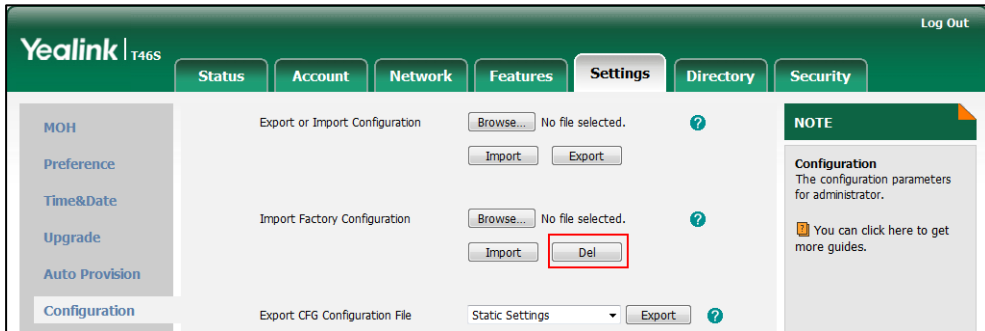 Log Out
Yealink T46S
Status Account Network Features Settings Directory Security
MOH
Preference
Time&Date
Upgrade
Auto Provision
Configuration
Export or Import Configuration Browse... No file selected. ?
Import Export
Import Factory Configuration Browse... No file selected. ?
Import Del
Export CFG Configuration File Static Settings Export ?
NOTE
Configuration
The configuration parameters
for administrator.
? You can click here to get
more guides.